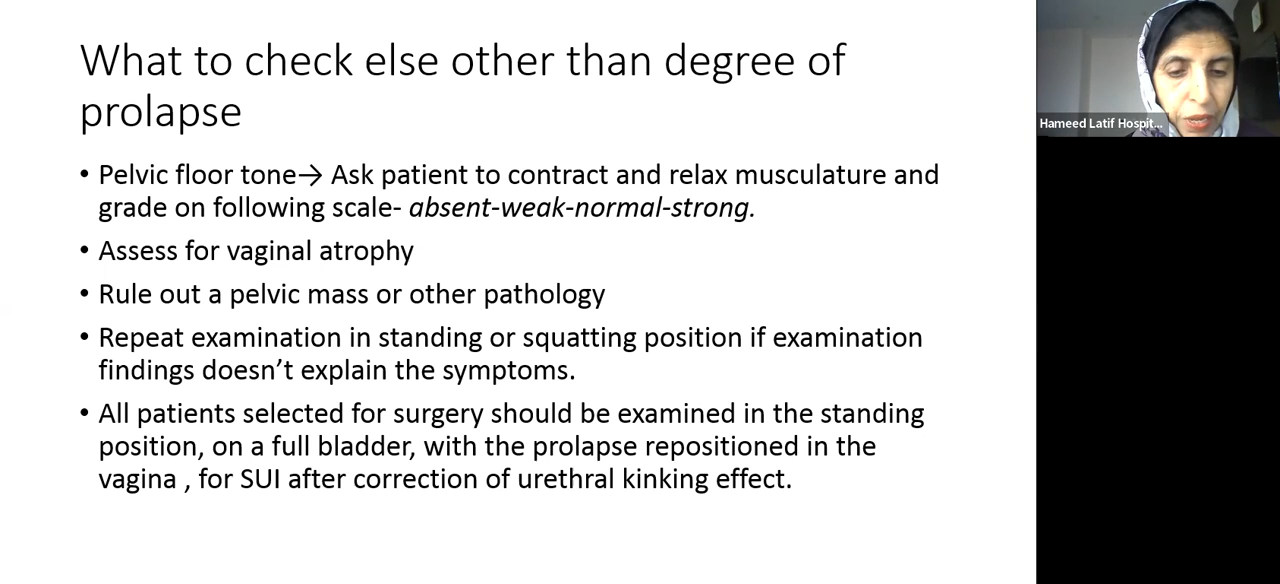 What to check else other than degree of
prolapse
• Pelvic floor tone→ Ask patient to contract and relax musculature and
grade on following scale- absent-weak-normal-strong.
• Assess for vaginal atrophy
• Rule out a pelvic mass or other pathology
• Repeat examination in standing or squatting position if examination
findings doesn’t explain the symptoms.
• All patients selected for surgery should be examined in the standing
position, on a full bladder, with the prolapse repositioned in the
vagina , for SUI after correction of urethral kinking effect.
Hameed Latif Hospit...